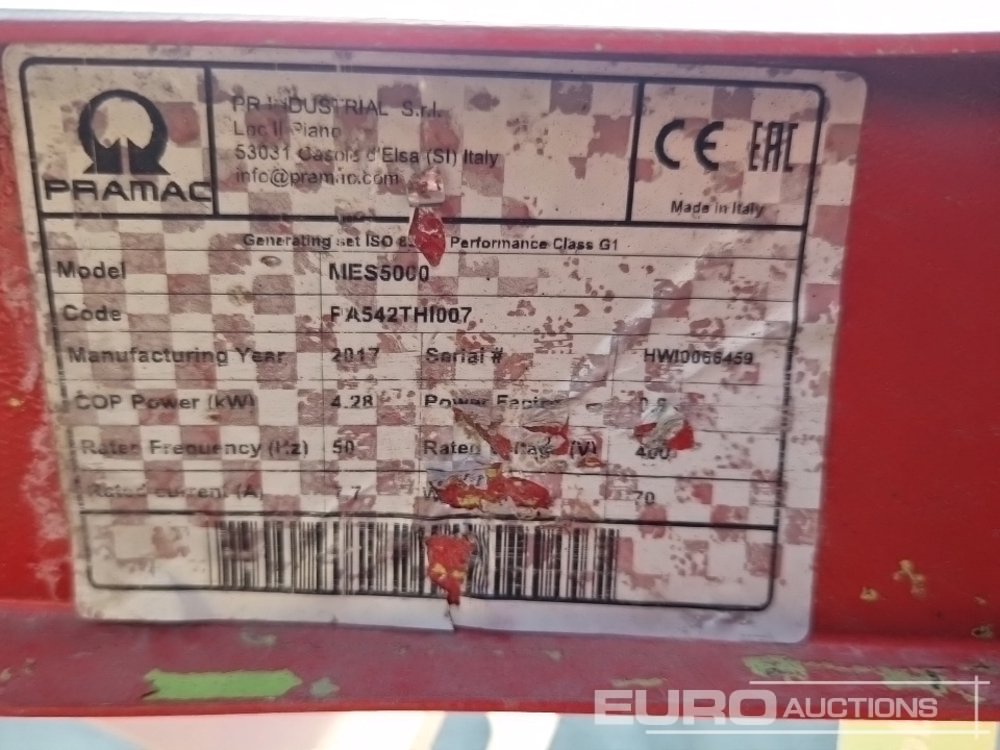 PRAMAC
PR INDUSTRIAL S.r.l.
Loc.Il Piano
53031 Casole d'Elsa (SI) Italy
info@pramac.com
CE EAC
Made in Italy
Generating set ISO Performance Class G1
Model MES5000
Code PA542THI007
Manufacturing Year 2017 Serial # HWI0066459
COP Power (kW) 4.28 Power Factor
Rated Frequency (Hz) 50 Rated Voltage (V) 400
Rated current (A) 70
EURO AUCTIONS